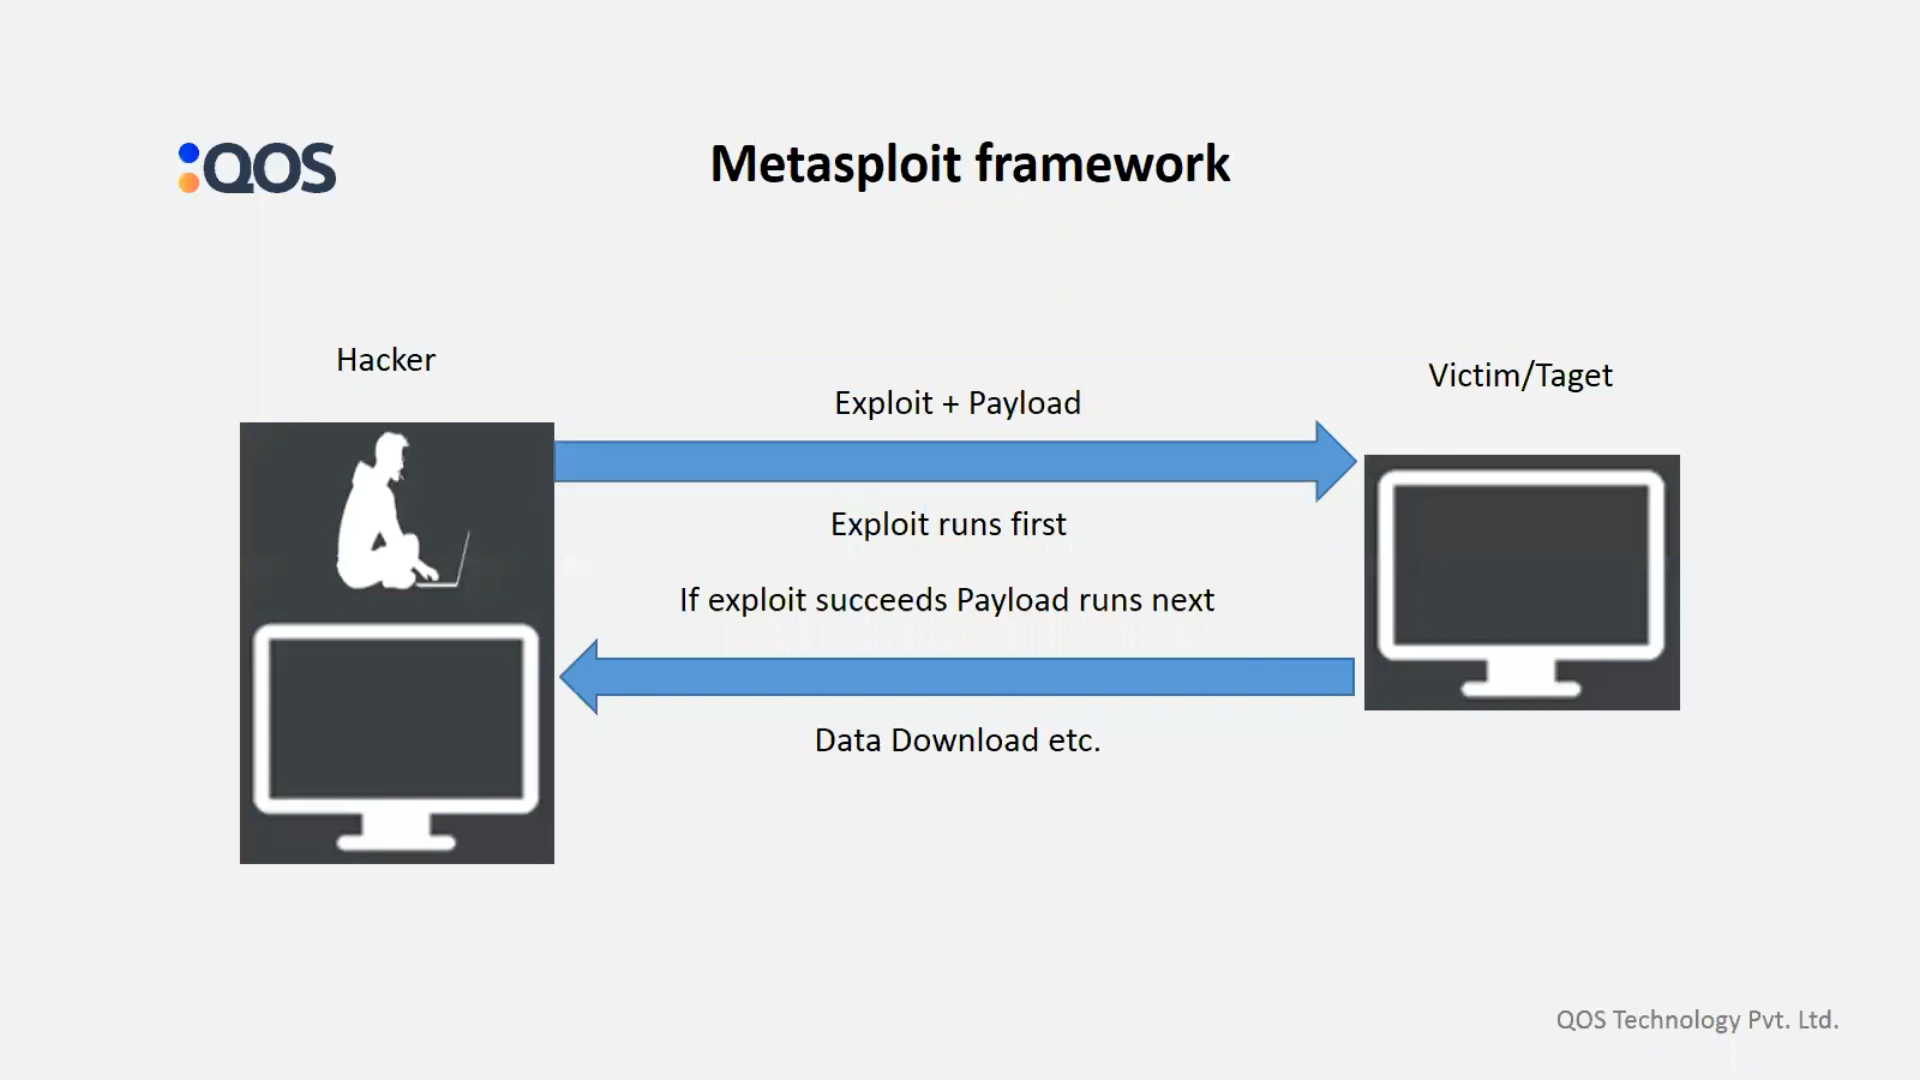 QOS
Metasploit framework
Hacker
Victim/Taget
Exploit + Payload
Exploit runs first
If exploit succeeds Payload runs next
Data Download etc.
QOS Technology Pvt. Ltd.